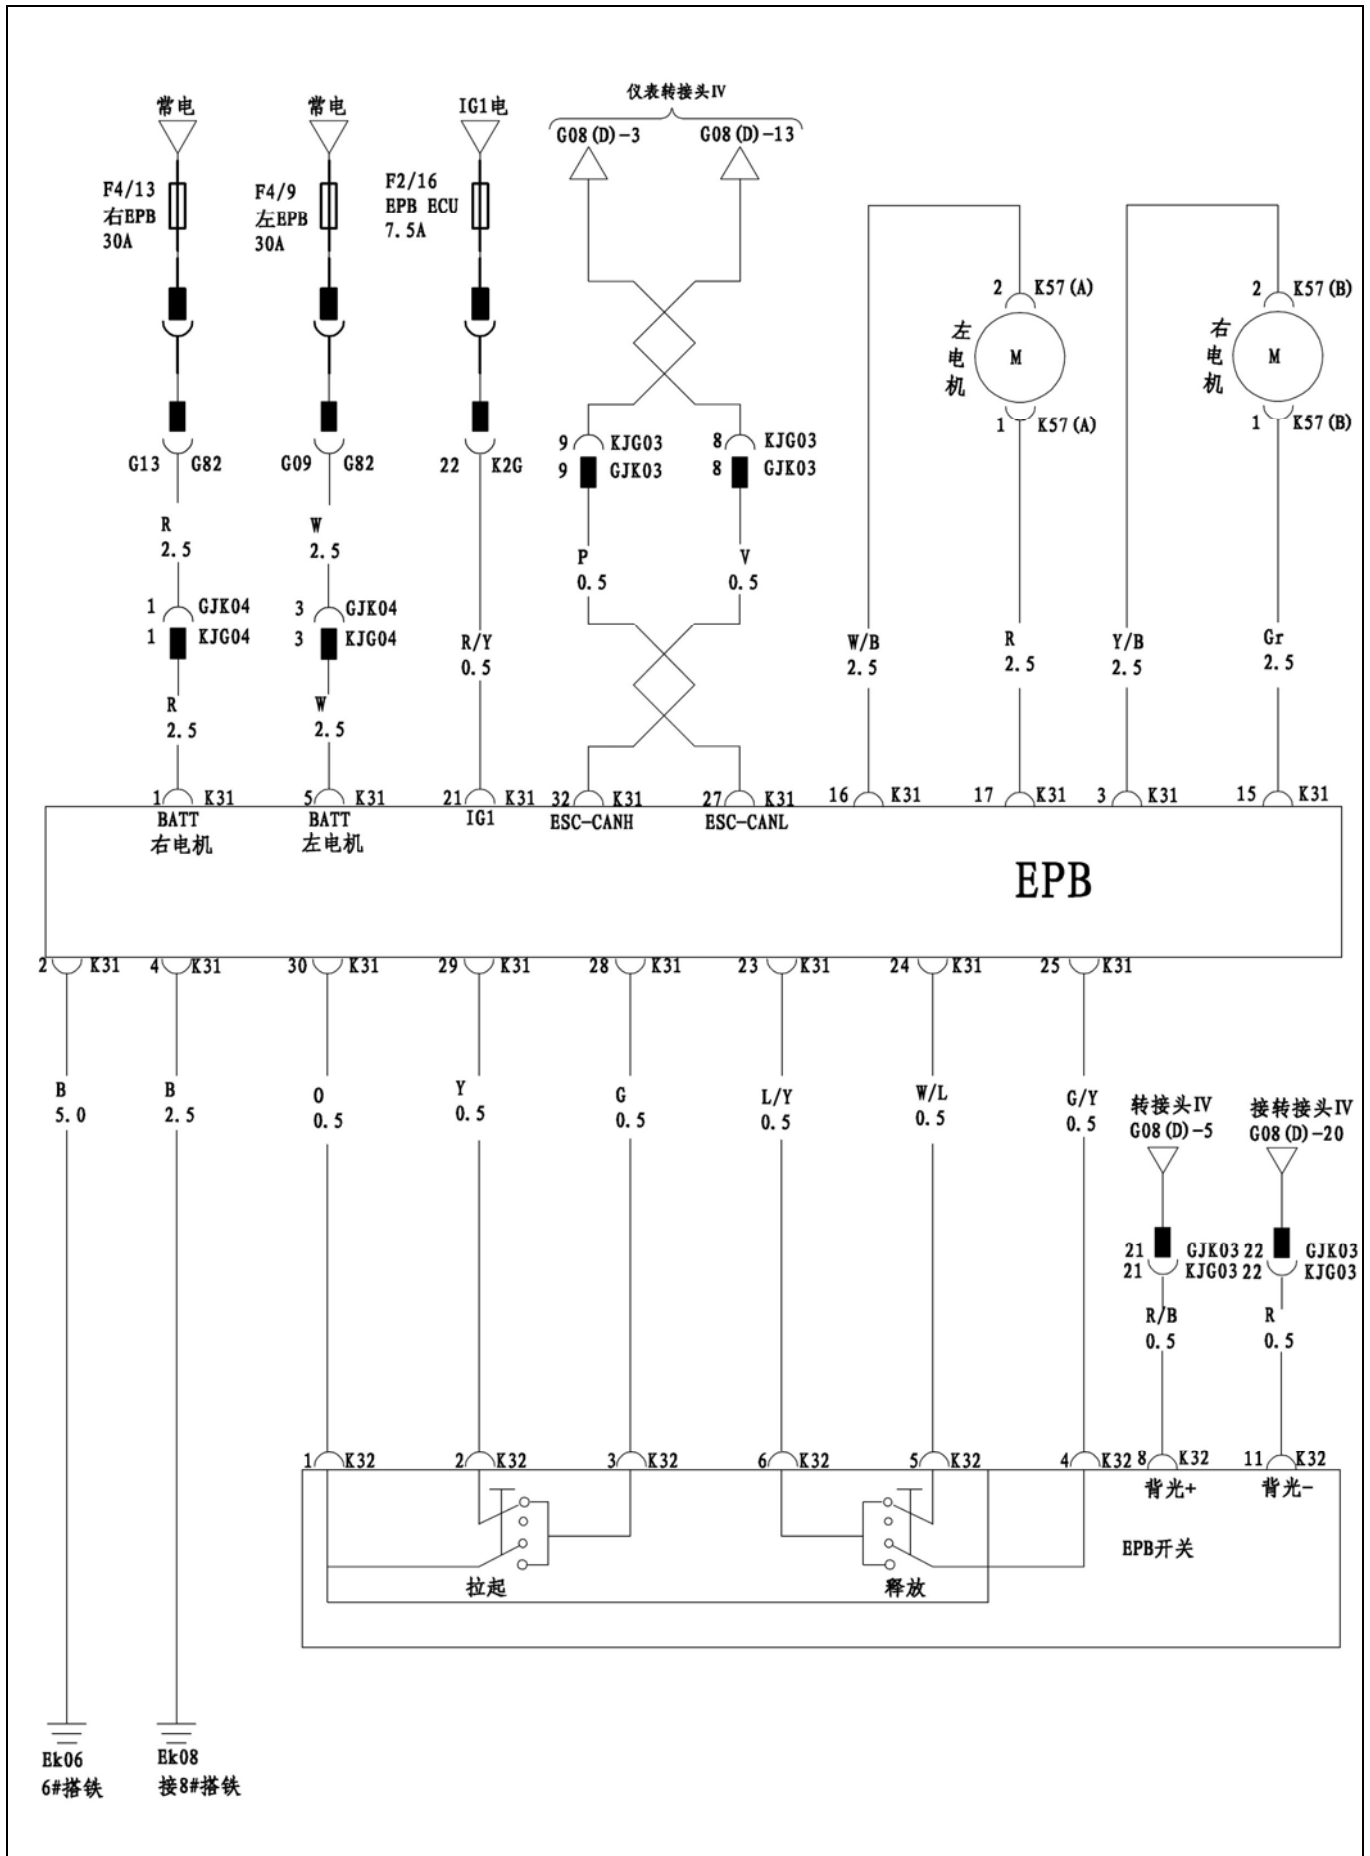 仪表转接头IV
常电
常电
IG1电
G08(D)-3
G08(D)-13
F4/13
右EPB
30A
F4/9
左EPB
30A
F2/16
EPB ECU
7.5A
2 K57(A)
左电机
M
1 K57(A)
2 K57(B)
右电机
M
1 K57(B)
G13 G82
G09 G82
22 K2G
9 KJG03
9 GJK03
8 KJG03
8 GJK03
R
2.5
W
2.5
P
0.5
V
0.5
1 GJK04
1 KJG04
3 GJK04
3 KJG04
R/Y
0.5
W/B
2.5
R
2.5
Y/B
2.5
Gr
2.5
R
2.5
W
2.5
1 K31
5 K31
21 K31
32 K31
27 K31
16 K31
17 K31
3 K31
15 K31
BATT
右电机
BATT
左电机
IG1
ESC-CANH
ESC-CANL
EPB
2 K31
4 K31
30 K31
29 K31
28 K31
23 K31
24 K31
25 K31
B
5.0
B
2.5
O
0.5
Y
0.5
G
0.5
L/Y
0.5
W/L
0.5
G/Y
0.5
转接头IV
G08(D)-5
接转接头IV
G08(D)-20
21 GJK03
21 KJG03
22 GJK03
22 KJG03
R/B
0.5
R
0.5
1 K32
2 K32
3 K32
6 K32
5 K32
4 K32
8 K32
11 K32
背光+
背光-
EPB开关
拉起
释放
Ek06
6#搭铁
Ek08
接8#搭铁